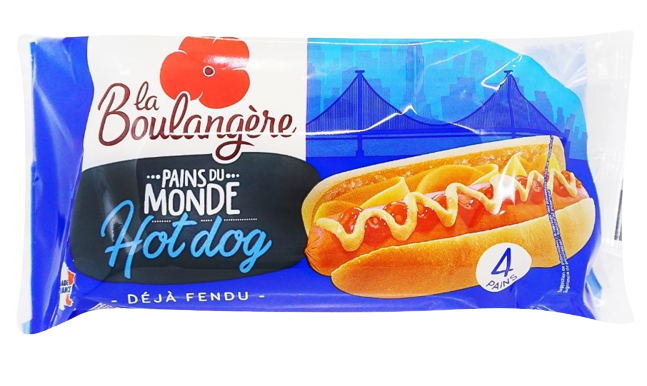 la
Boulangère
PAINS DU
MONDE
Hot dog
- DÉJÀ FENDU -
4
PAINS